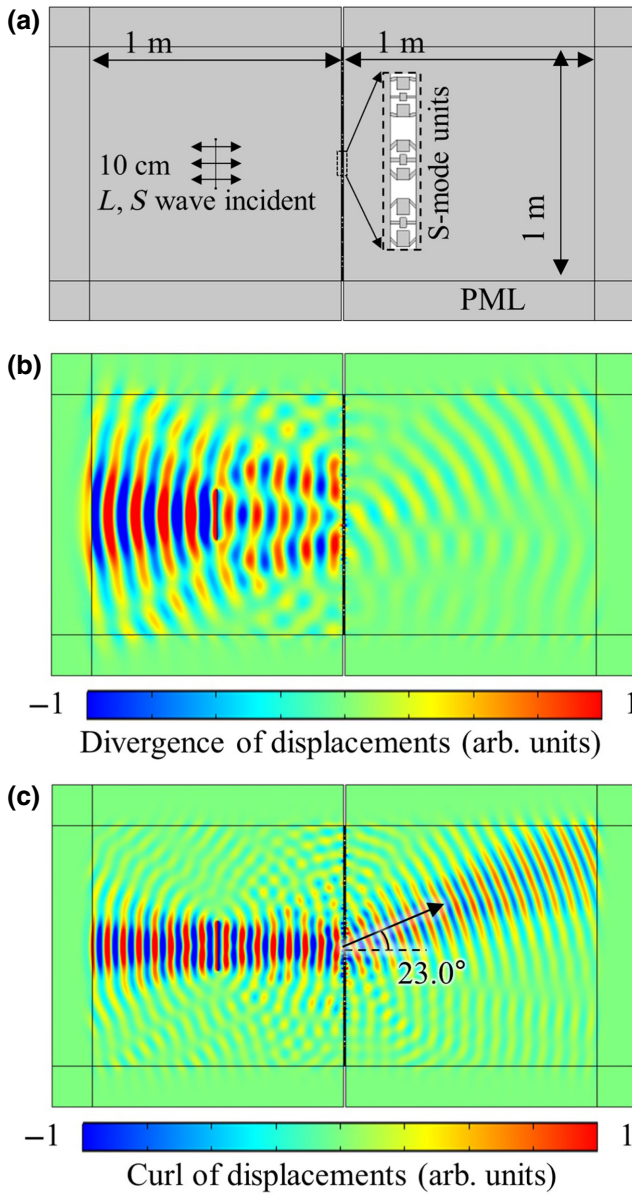 (a)
1 m
1 m
10 cm
L, S wave incident
S-mode units
1 m
PML
(b)
−1
1
Divergence of displacements (arb. units)
(c)
23.0°
−1
1
Curl of displacements (arb. units)